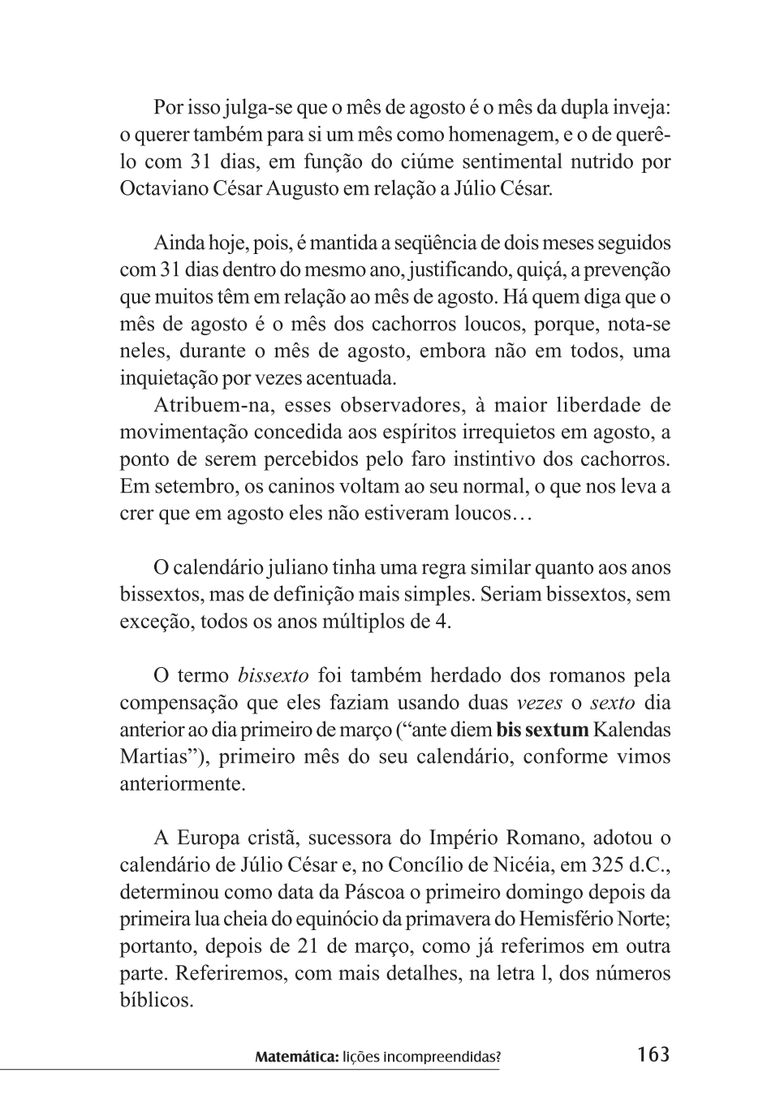 Por isso julga-se que o mês de agosto é o mês da dupla inveja:
o querer também para si um mês como homenagem, e o de querê-
lo com 31 dias, em função do ciúme sentimental nutrido por
Octaviano César Augusto em relação a Júlio César.
Ainda hoje, pois, é mantida a seqüência de dois meses seguidos
com 31 dias dentro do mesmo ano, justificando, quiçá, a prevenção
que muitos têm em relação ao mês de agosto. Há quem diga que o
mês de agosto é o mês dos cachorros loucos, porque, nota-se
neles, durante o mês de agosto, embora não em todos, uma
inquietação por vezes acentuada.
Atribuem-na, esses observadores, à maior liberdade de
movimentação concedida aos espíritos irrequietos em agosto, a
ponto de serem percebidos pelo faro instintivo dos cachorros.
Em setembro, os caninos voltam ao seu normal, o que nos leva a
crer que em agosto eles não estiveram loucos…
O calendário juliano tinha uma regra similar quanto aos anos
bissextos, mas de definição mais simples. Seriam bissextos, sem
exceção, todos os anos múltiplos de 4.
O termo bissexto foi também herdado dos romanos pela
compensação que eles faziam usando duas vezes o sexto dia
anterior ao dia primeiro de março (“ante diem bis sextum Kalendas
Martias”), primeiro mês do seu calendário, conforme vimos
anteriormente.
A Europa cristã, sucessora do Império Romano, adotou o
calendário de Júlio César e, no Concílio de Nicéia, em 325 d.C.,
determinou como data da Páscoa o primeiro domingo depois da
primeira lua cheia do equinócio da primavera do Hemisfério Norte;
portanto, depois de 21 de março, como já referimos em outra
parte. Referiremos, com mais detalhes, na letra l, dos números
bíblicos.
Matemática: lições incompreendidas? 163